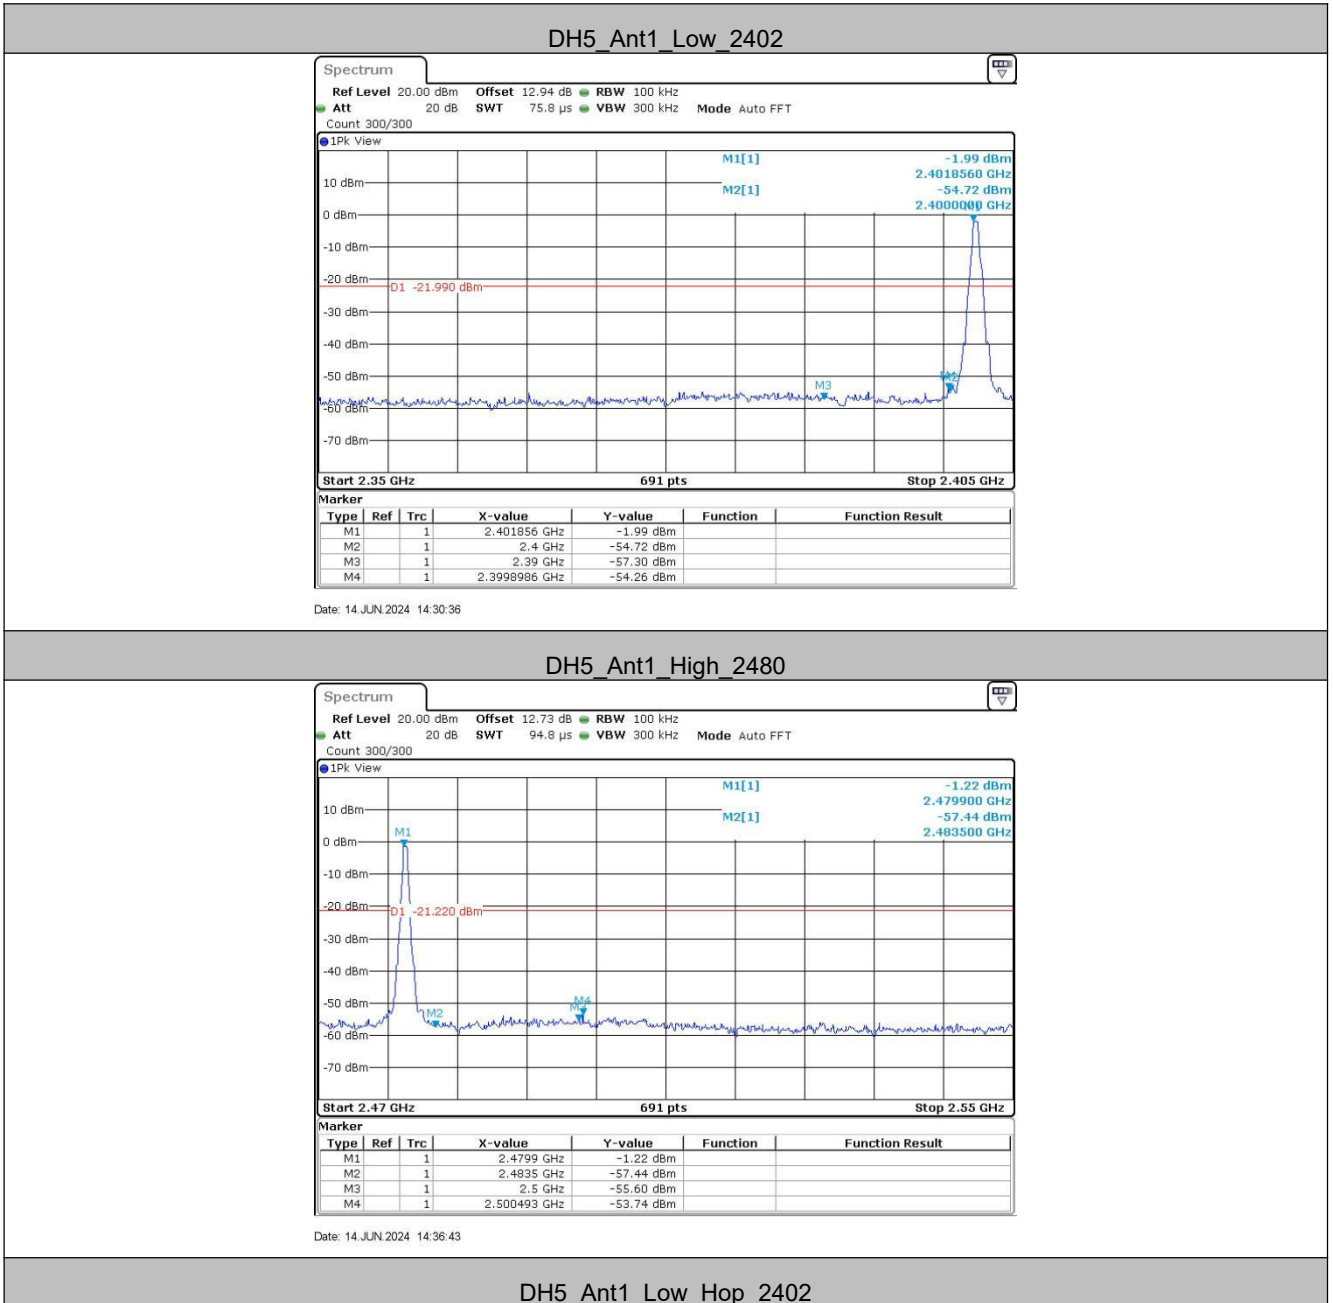 DH5_Ant1_Low_2402
Spectrum
Ref Level 20.00 dBm Offset 12.94 dB RBW 100 kHz
Att 20 dB SWT 75.8 µs VBW 300 kHz Mode Auto FFT
Count 300/300
1Pk View
M1[1] -1.99 dBm
2.4018560 GHz
10 dBm
M2[1] -54.72 dBm
2.4000000 GHz
M1
0 dBm
-10 dBm
-20 dBm
D1 -21.990 dBm
-30 dBm
-40 dBm
-50 dBm
M3
-60 dBm
-70 dBm
Start 2.35 GHz 691 pts Stop 2.405 GHz
Marker
Type Ref Trc X-value Y-value Function Function Result
M1 1 2.401856 GHz -1.99 dBm
M2 1 2.4 GHz -54.72 dBm
M3 1 2.39 GHz -57.30 dBm
M4 1 2.3998986 GHz -54.26 dBm
Date: 14.JUN.2024 14:30:36
DH5_Ant1_High_2480
Spectrum
Ref Level 20.00 dBm Offset 12.73 dB RBW 100 kHz
Att 20 dB SWT 94.8 µs VBW 300 kHz Mode Auto FFT
Count 300/300
1Pk View
M1[1] -1.22 dBm
2.479900 GHz
10 dBm
M2[1] -57.44 dBm
2.483500 GHz
M1
0 dBm
-10 dBm
-20 dBm
D1 -21.220 dBm
-30 dBm
-40 dBm
-50 dBm
M4
M2
-60 dBm
-70 dBm
Start 2.47 GHz 691 pts Stop 2.55 GHz
Marker
Type Ref Trc X-value Y-value Function Function Result
M1 1 2.4799 GHz -1.22 dBm
M2 1 2.4835 GHz -57.44 dBm
M3 1 2.5 GHz -55.60 dBm
M4 1 2.500493 GHz -53.74 dBm
Date: 14.JUN.2024 14:36:43
DH5_Ant1_Low_Hop_2402